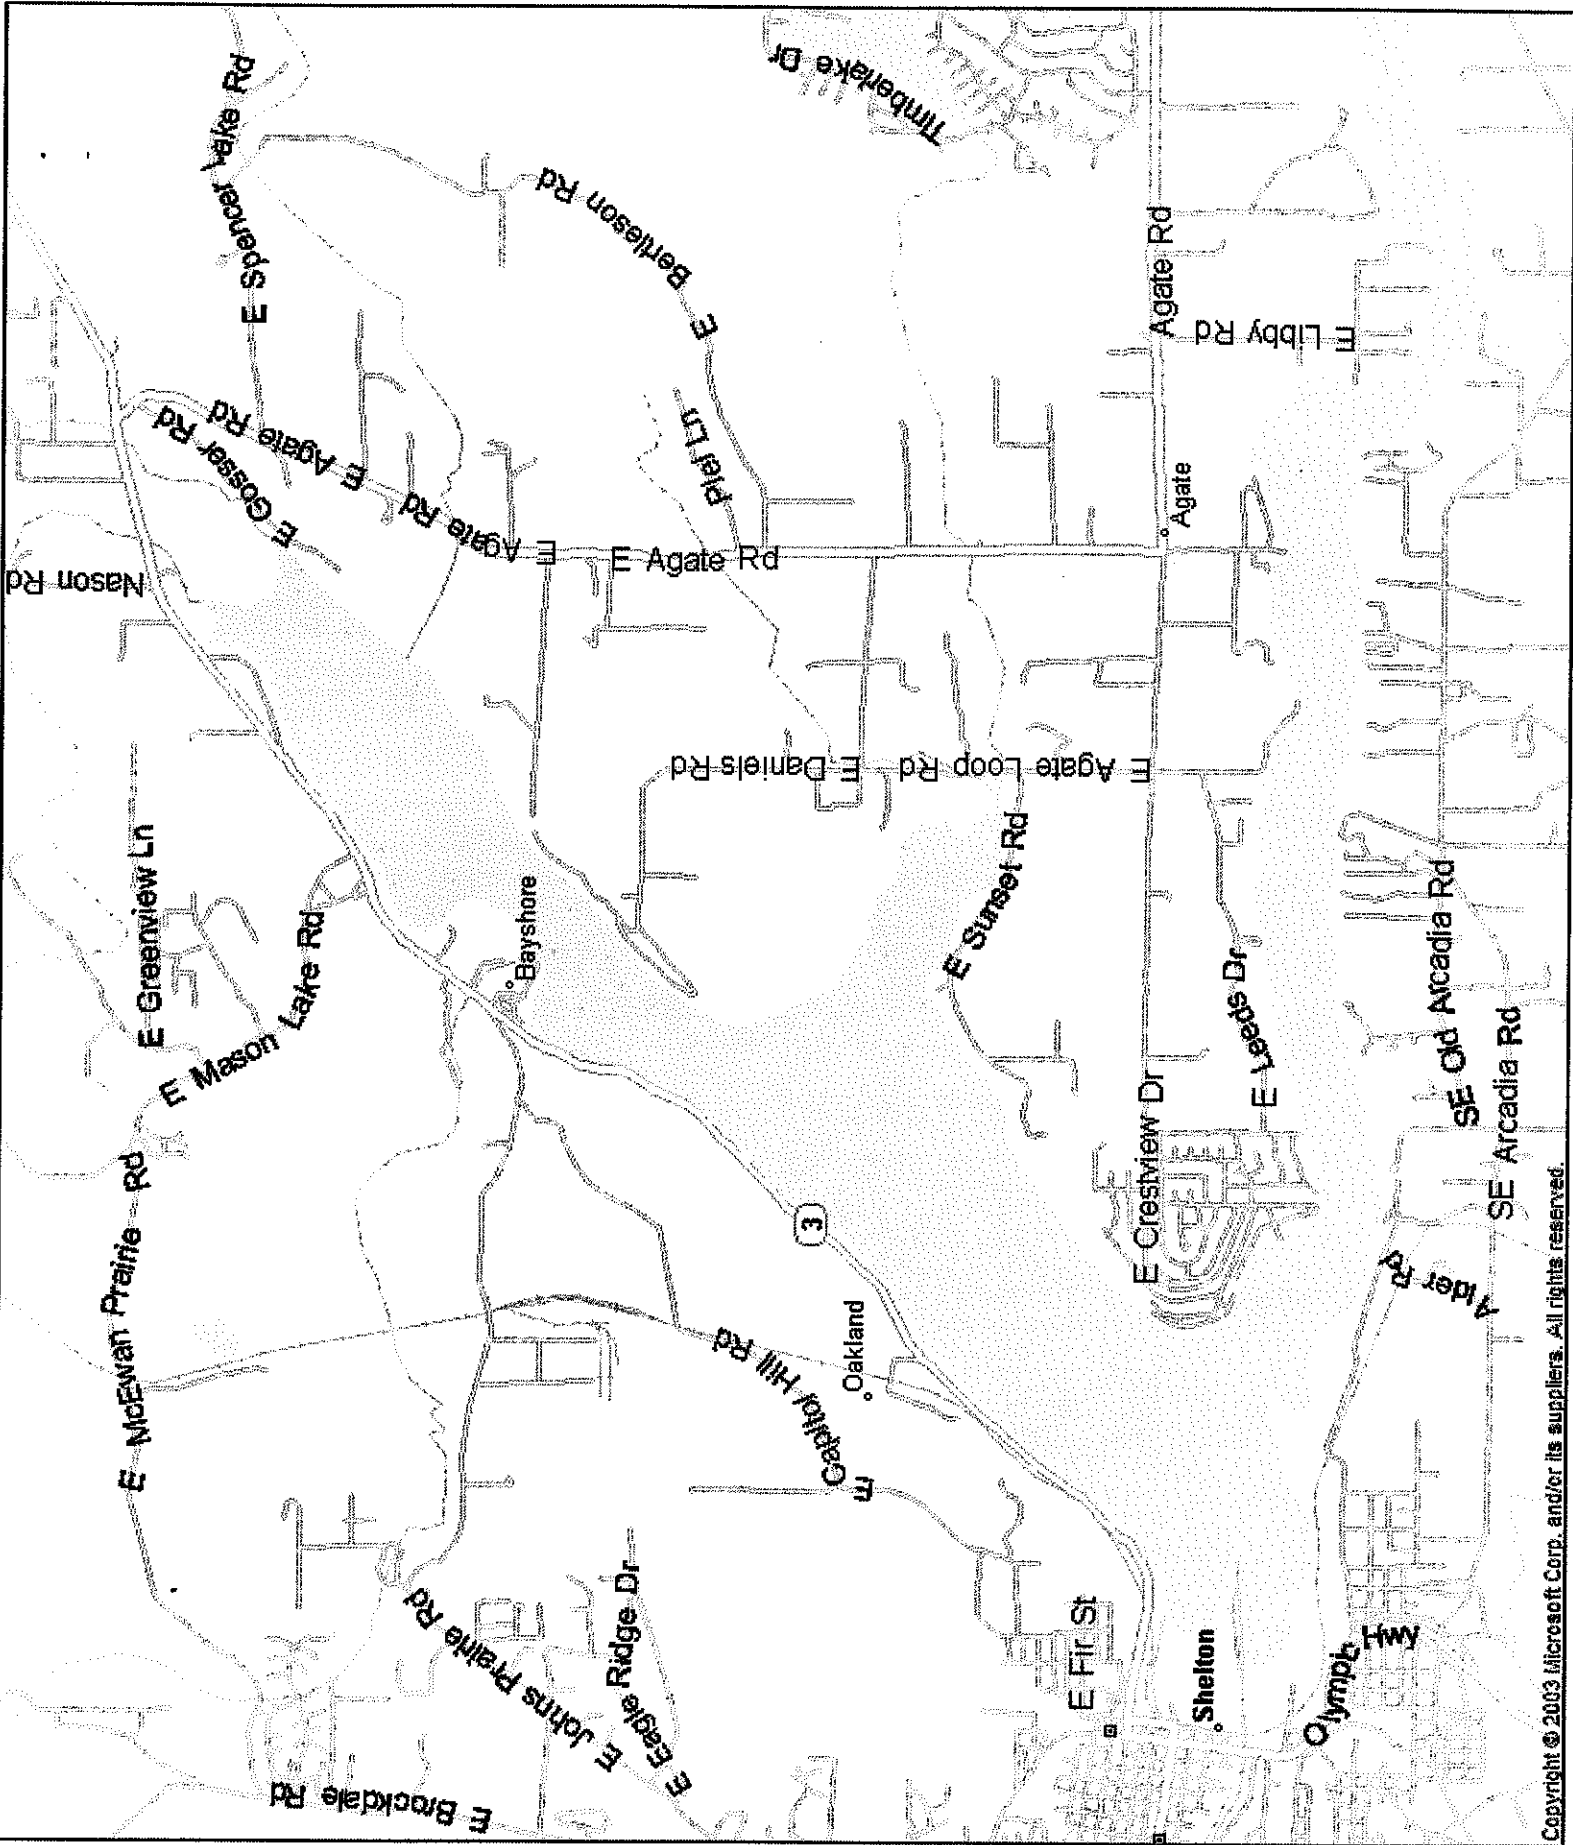 Nason Rd
E Spencer Lake Rd
E Gosser Rd
E Agate Rd
E Agate Rd
E Agate Rd
Bertleson Rd
E
Piel Ln
Timberlake Dr
E Greenview Ln
E Mason Lake Rd
E McEwan Prairie Rd
Bayshore
E Daniels Rd
E Agate Loop Rd
E Sunset Rd
Agate Rd
Agate
E Libby Rd
E Leeds Dr
E Crestview Dr
3
Capitol Hill Rd
E
Oakland
SE Old Arcadia Rd
SE Arcadia Rd
Alder Rd
E Brockdale Rd
E Johns Prairie Rd
E Eagle Ridge Dr
E Fir St
Shelton
Olympic Hwy
Copyright © 2003 Microsoft Corp. and/or its suppliers. All rights reserved.